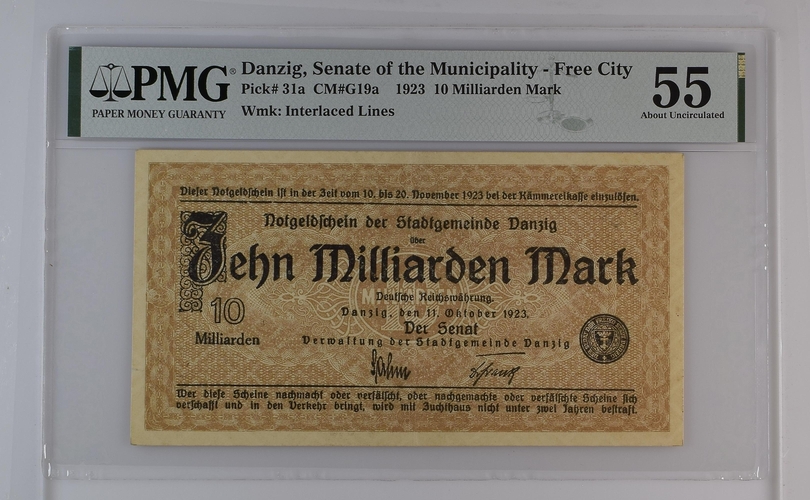 PMG®
PAPER MONEY GUARANTY
Danzig, Senate of the Municipality - Free City
Pick# 31a CM#G19a 1923 10 Milliarden Mark
Wmk: Interlaced Lines
55
About Uncirculated
Dieser Notgeldschein ist in der Zeit vom 10. bis 20. November 1923 bei der Kämmereikasse einzulösen.
Notgeldschein der Stadtgemeinde Danzig
über
Zehn Milliarden Mark
Deutsche Reichswährung.
Danzig, den 11. Oktober 1923.
10
Milliarden
Der Senat
Verwaltung der Stadtgemeinde Danzig
Wer diese Scheine nachmacht oder verfälscht, oder nachgemachte oder verfälschte Scheine sich
verschafft und in den Verkehr bringt, wird mit Zuchthaus nicht unter zwei Jahren bestraft.